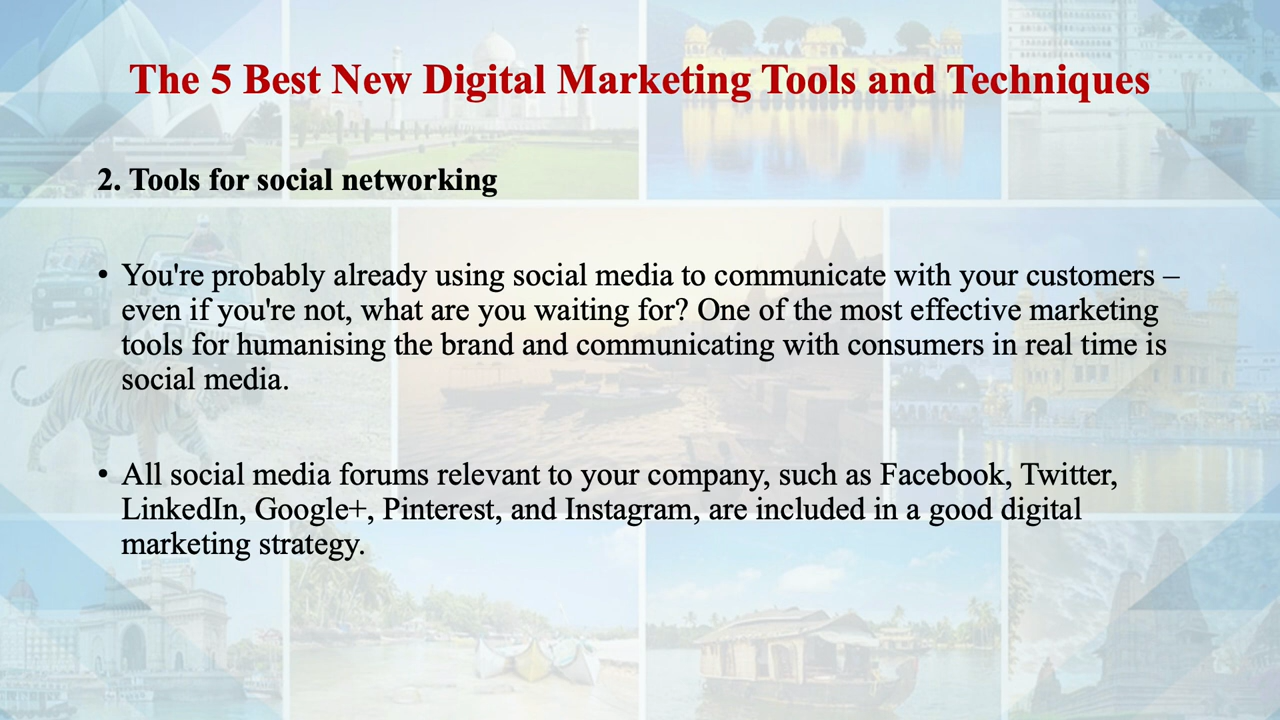 The 5 Best New Digital Marketing Tools and Techniques
2. Tools for social networking
• You're probably already using social media to communicate with your customers –
even if you're not, what are you waiting for? One of the most effective marketing
tools for humanising the brand and communicating with consumers in real time is
social media.
• All social media forums relevant to your company, such as Facebook, Twitter,
LinkedIn, Google+, Pinterest, and Instagram, are included in a good digital
marketing strategy.